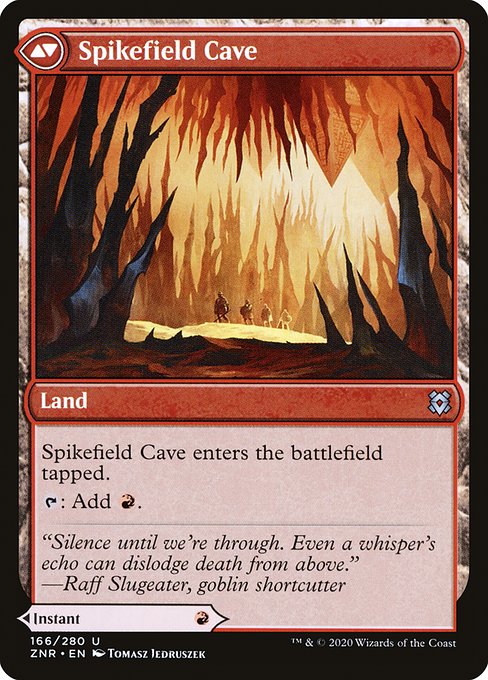 Spikefield Cave
Land
Spikefield Cave enters the battlefield
tapped.
: Add .
“Silence until we’re through. Even a whisper’s
echo can dislodge death from above.”
—Raff Slugeater, goblin shortcutter
Instant
166/280 U
ZNR • EN Tomasz Jedruszek
™ & © 2020 Wizards of the Coast